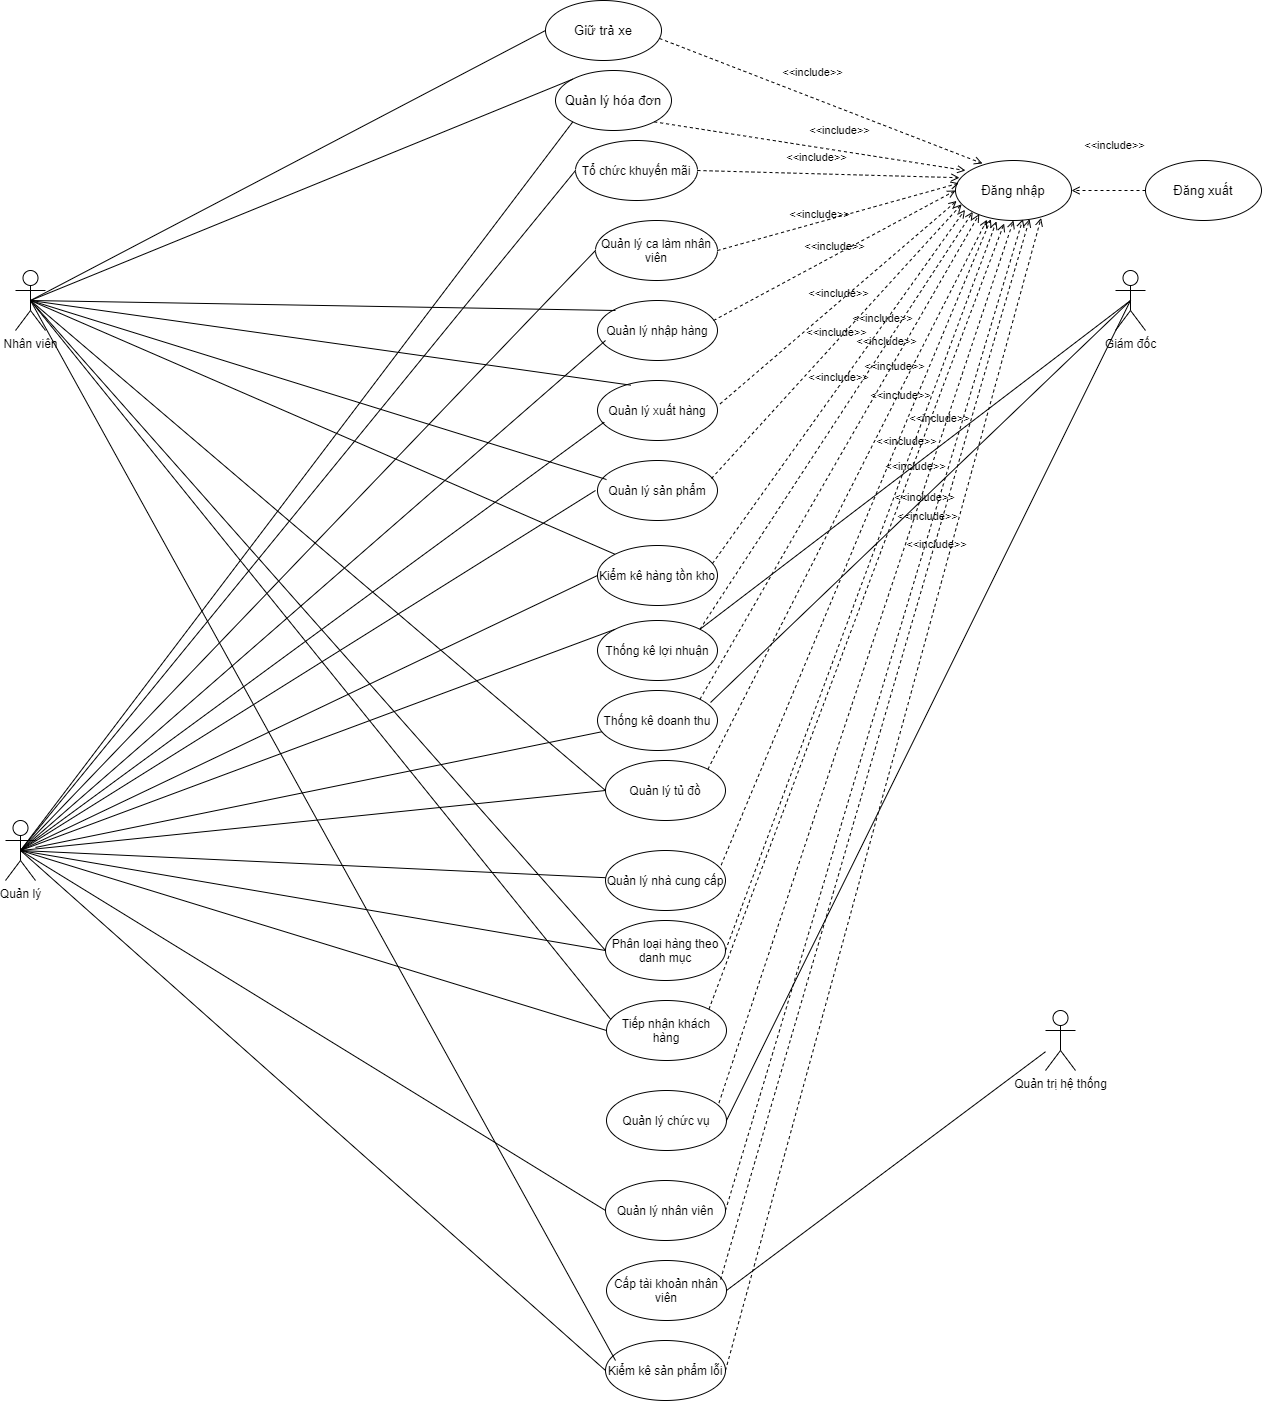 Giữ trả xe
<<include>>
Quản lý hóa đơn
<<include>>
<<include>>
<<include>>
Tổ chức khuyến mãi
Đăng nhập
Đăng xuất
<<include>>
Quản lý ca làm nhân
viên
<<include>>
<<include>>
Quản lý nhập hàng
<<include>>
<<include>>
<<include>>
<<include>>
Nhân viên
Giám đốc
<<include>>
<<include>>
<<include>>
Quản lý xuất hàng
<<include>>
<<include>>
<<include>>
Quản lý sản phẩm
<<include>>
<<include>>
<<include>>
Kiểm kê hàng tồn kho
Thống kê lợi nhuận
Thống kê doanh thu
Quản lý tủ đồ
Quản lý
Quản lý nhà cung cấp
Phân loại hàng theo
danh mục
Tiếp nhận khách
hàng
Quản trị hệ thống
Quản lý chức vụ
Quản lý nhân viên
Cấp tài khoản nhân
viên
Kiểm kê sản phẩm lỗi